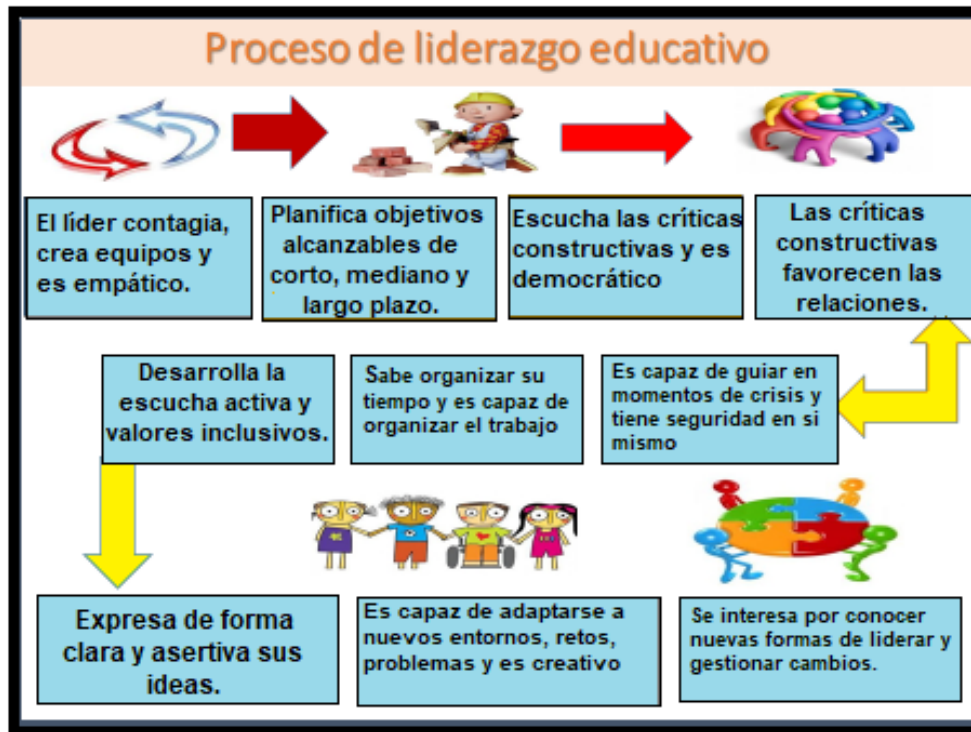 Proceso de liderazgo educativo
El líder contagia,
crea equipos y
es empático.
Planifica objetivos
alcanzables de
corto, mediano y
largo plazo.
Escucha las críticas
constructivas y es
democrático
Las críticas
constructivas
favorecen las
relaciones.
Desarrolla la
escucha activa y
valores inclusivos.
Sabe organizar su
tiempo y es capaz de
organizar el trabajo
Es capaz de guiar en
momentos de crisis y
tiene seguridad en si
mismo
Expresa de forma
clara y asertiva sus
ideas.
Es capaz de adaptarse a
nuevos entornos, retos,
problemas y es creativo
Se interesa por conocer
nuevas formas de liderar y
gestionar cambios.